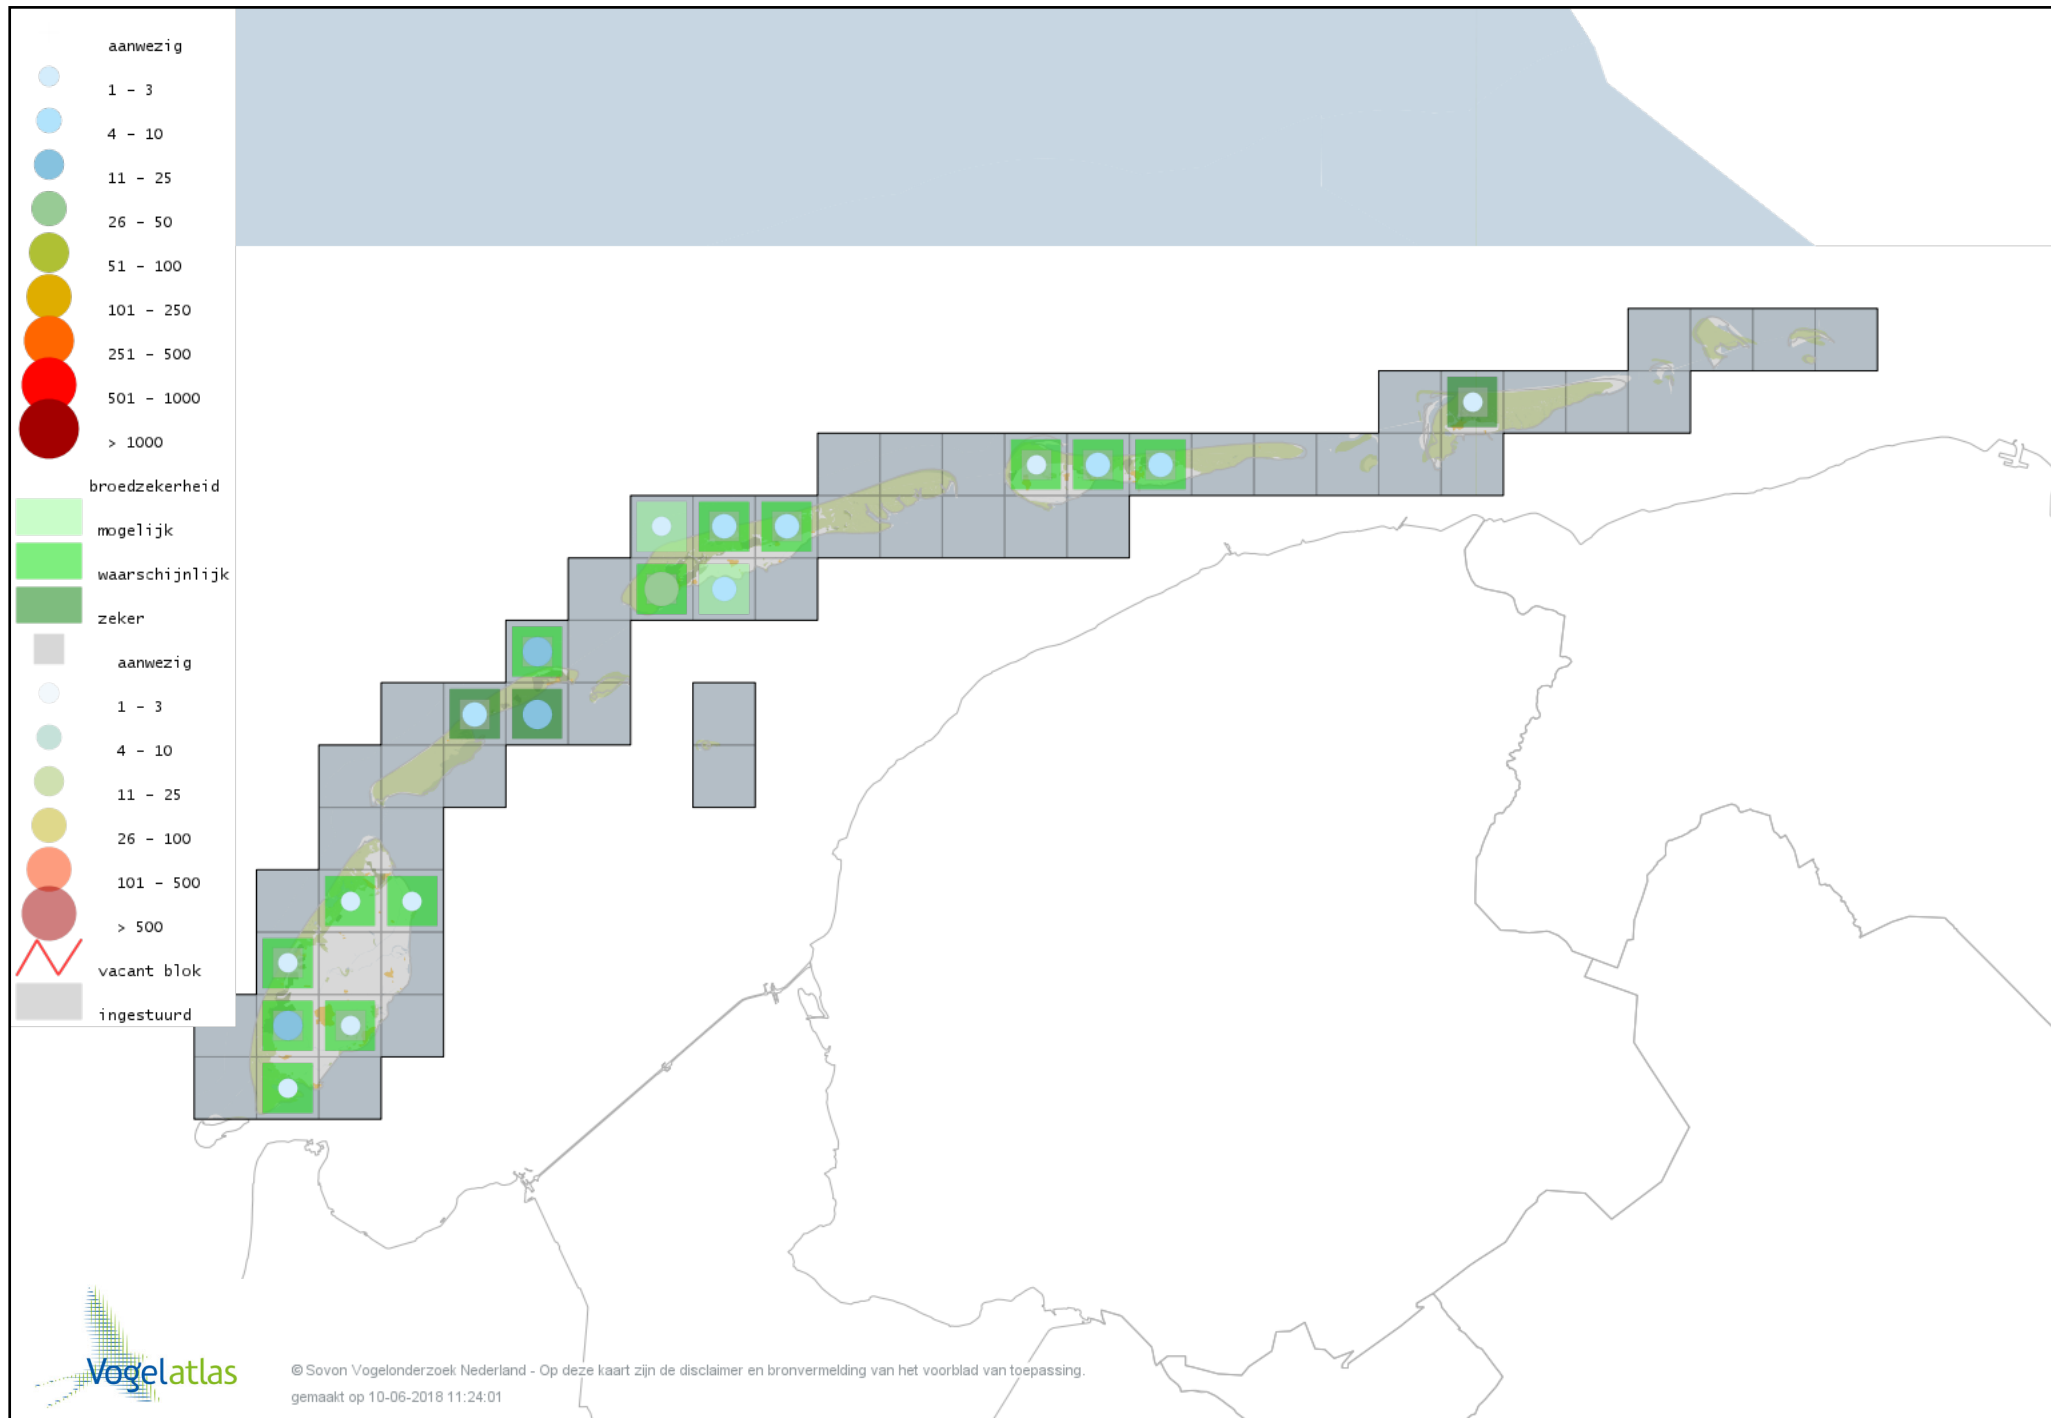 aanwezig
1 - 3
4 - 10
11 - 25
26 - 50
51 - 100
101 - 250
251 - 500
501 - 1000
> 1000
broedzekerheid
mogelijk
waarschijnlijk
zeker
aanwezig
1 - 3
4 - 10
11 - 25
26 - 100
101 - 500
> 500
vacant blok
ingestuurd
Vogelatlas
© Sovon Vogelonderzoek Nederland - Op deze kaart zijn de disclaimer en bronvermelding van het voorblad van toepassing.
gemaakt op 10-06-2018 11:24:01